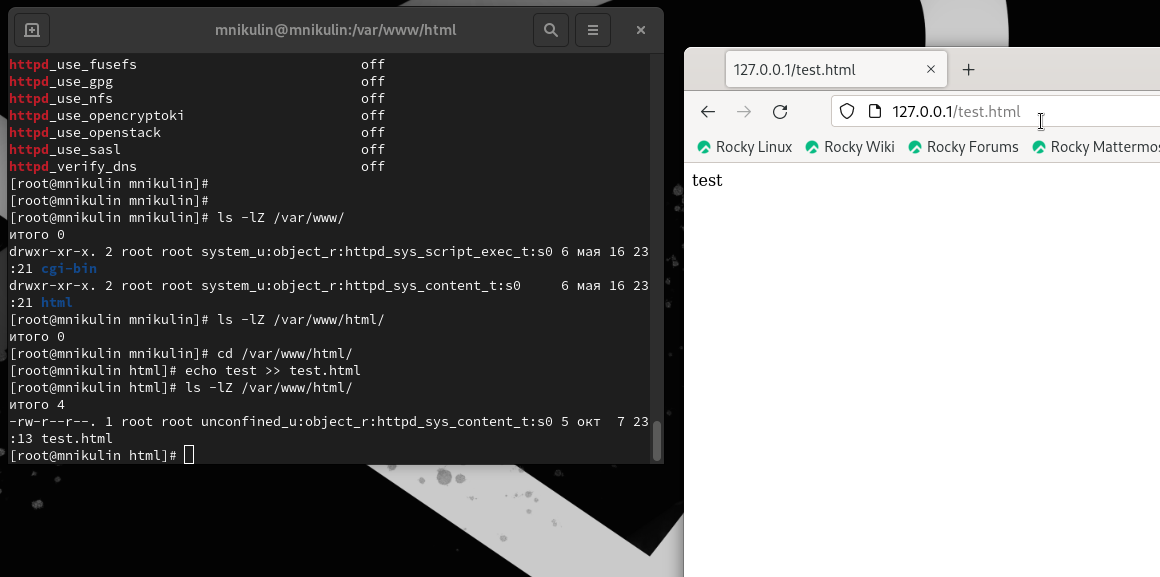 mnikulin@mnikulin:/var/www/html
httpd_use_fusefs off
httpd_use_gpg off
httpd_use_nfs off
httpd_use_opencryptoki off
httpd_use_openstack off
httpd_use_sasl off
httpd_verify_dns off
[root@mnikulin mnikulin]#
[root@mnikulin mnikulin]#
[root@mnikulin mnikulin]# ls -lZ /var/www/
итого 0
drwxr-xr-x. 2 root root system_u:object_r:httpd_sys_script_exec_t:s0 6 мая 16 23
:21 cgi-bin
drwxr-xr-x. 2 root root system_u:object_r:httpd_sys_content_t:s0 6 мая 16 23
:21 html
[root@mnikulin mnikulin]# ls -lZ /var/www/html/
итого 0
[root@mnikulin mnikulin]# cd /var/www/html/
[root@mnikulin html]# echo test >> test.html
[root@mnikulin html]# ls -lZ /var/www/html/
итого 4
-rw-r--r--. 1 root root unconfined_u:object_r:httpd_sys_content_t:s0 5 окт 7 23
:13 test.html
[root@mnikulin html]#
127.0.0.1/test.html
127.0.0.1/test.html
Rocky Linux Rocky Wiki Rocky Forums Rocky Mattermos
test